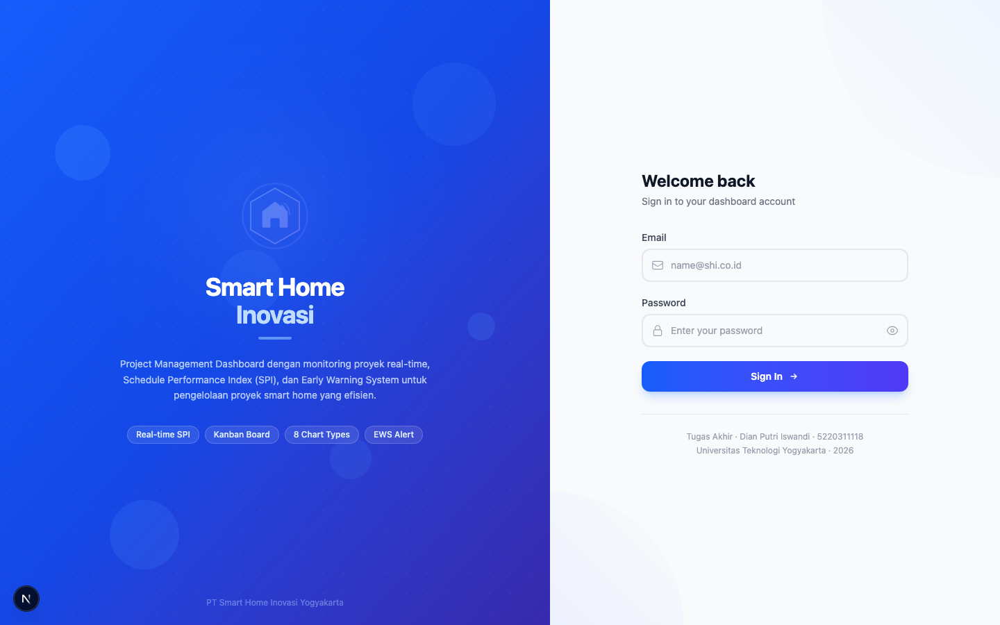 Smart Home
Inovasi
Project Management Dashboard dengan monitoring proyek real-time,
Schedule Performance Index (SPI), dan Early Warning System untuk
pengelolaan proyek smart home yang efisien.
Real-time SPI
Kanban Board
8 Chart Types
EWS Alert
PT Smart Home Inovasi Yogyakarta
N
Welcome back
Sign in to your dashboard account
Email
name@shi.co.id
Password
Enter your password
Sign In →
Tugas Akhir · Dian Putri Iswandi · 5220311118
Universitas Teknologi Yogyakarta · 2026